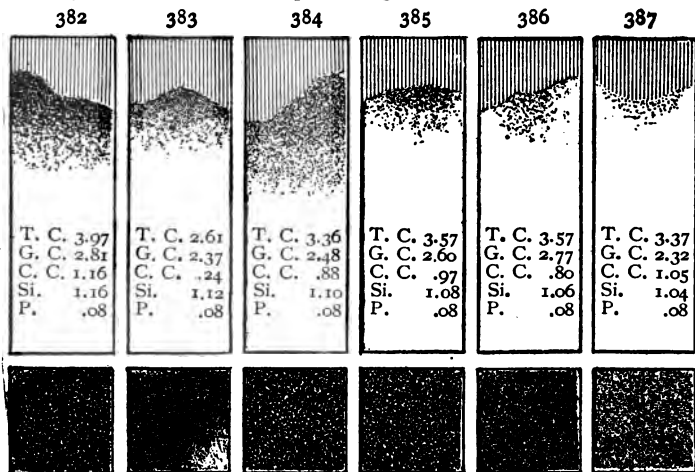 382 383 384 385 386 387
T. C. 3.97 T. C. 2.61 T. C. 3.36 T. C. 3.57 T. C. 3.57 T. C. 3.37
G. C. 2.81 G. C. 2.37 G. C. 2.48 G. C. 2.60 G. C. 2.77 G. C. 2.32
C. C. 1.16 C. C. .24 C. C. .88 C. C. .97 C. C. .80 C. C. 1.05
Si. 1.16 Si. 1.12 Si. 1.10 Si. 1.08 Si. 1.06 Si. 1.04
P. .08 P. .08 P. .08 P. .08 P. .08 P. .08